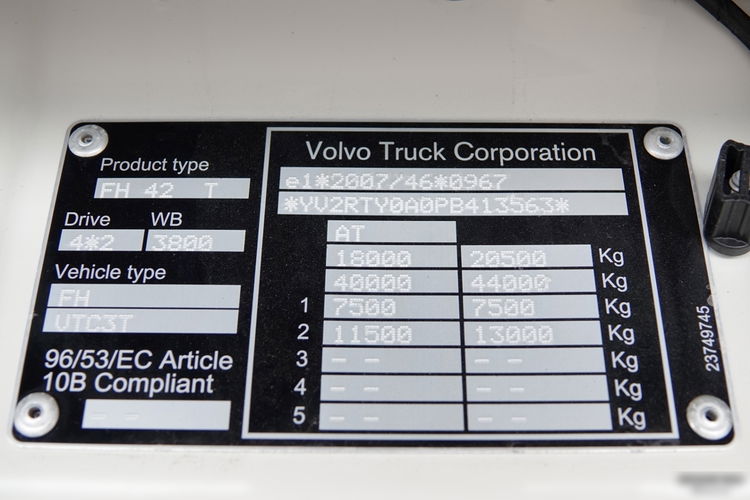 Product type
FH 42 T
Drive WB
4*2 3800
Vehicle type
FH
VTC3T
96/53/EC Article
10B Compliant
- -
Volvo Truck Corporation
e1*2007/46*0967
*YV2RTY0A0PB413563*
AT
18000 20500 Kg
40000 44000 Kg
1 7500 7500 Kg
2 11500 13000 Kg
3 - - - - Kg
4 - - - - Kg
5 - - - - Kg
23749745